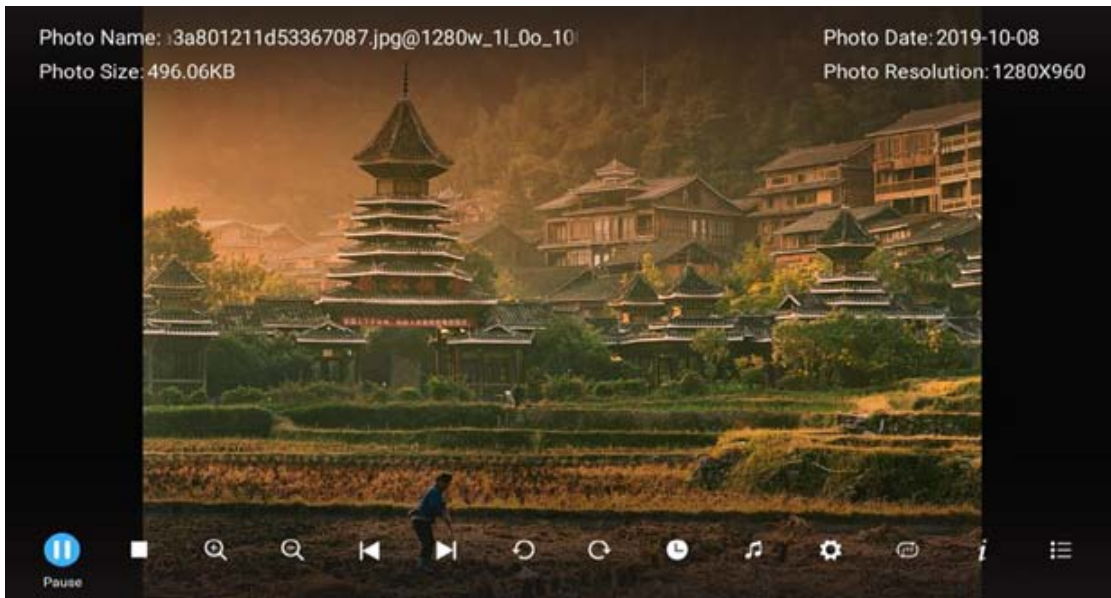 Photo Name: 3a801211d53367087.jpg@1280w_1l_0o_10
Photo Date: 2019-10-08
Photo Size: 496.06KB
Photo Resolution: 1280X960
Pause